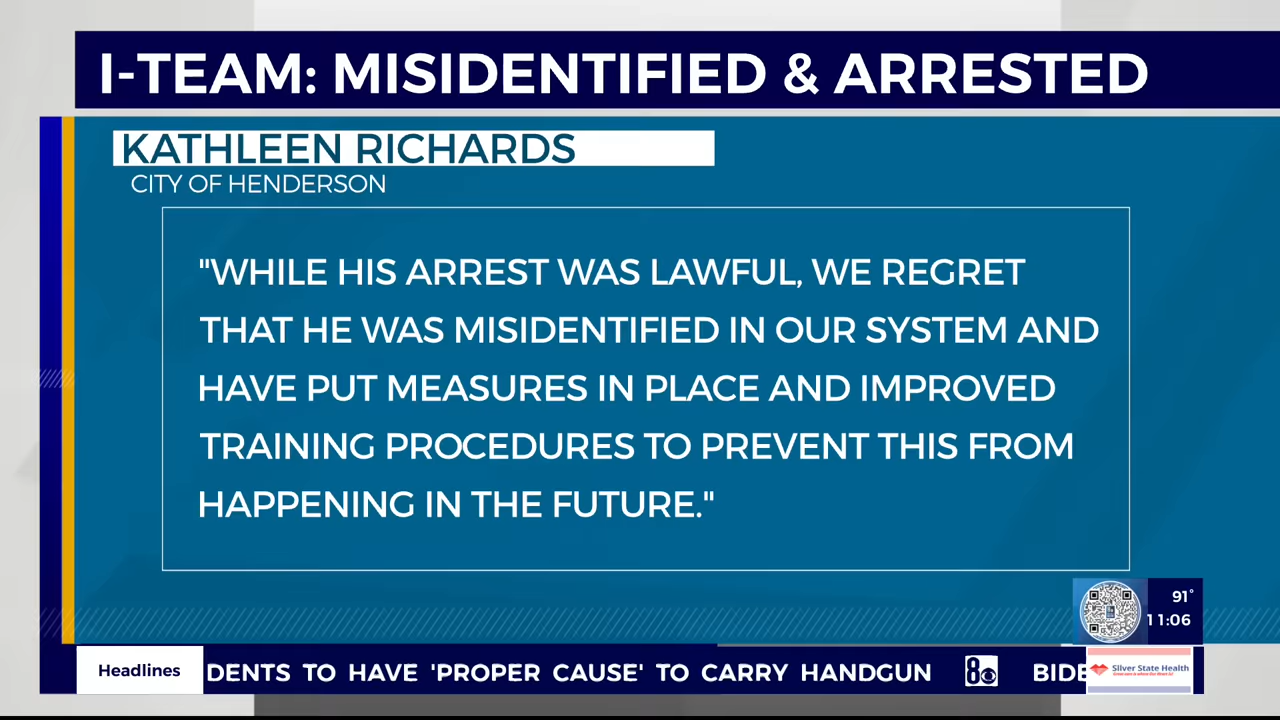 I-TEAM: MISIDENTIFIED & ARRESTED
KATHLEEN RICHARDS
CITY OF HENDERSON
"WHILE HIS ARREST WAS LAWFUL, WE REGRET
THAT HE WAS MISIDENTIFIED IN OUR SYSTEM AND
HAVE PUT MEASURES IN PLACE AND IMPROVED
TRAINING PROCEDURES TO PREVENT THIS FROM
HAPPENING IN THE FUTURE."
91°
11:06
Headlines
DENTS TO HAVE 'PROPER CAUSE' TO CARRY HANDGUN 8 BIDE
Silver State Health